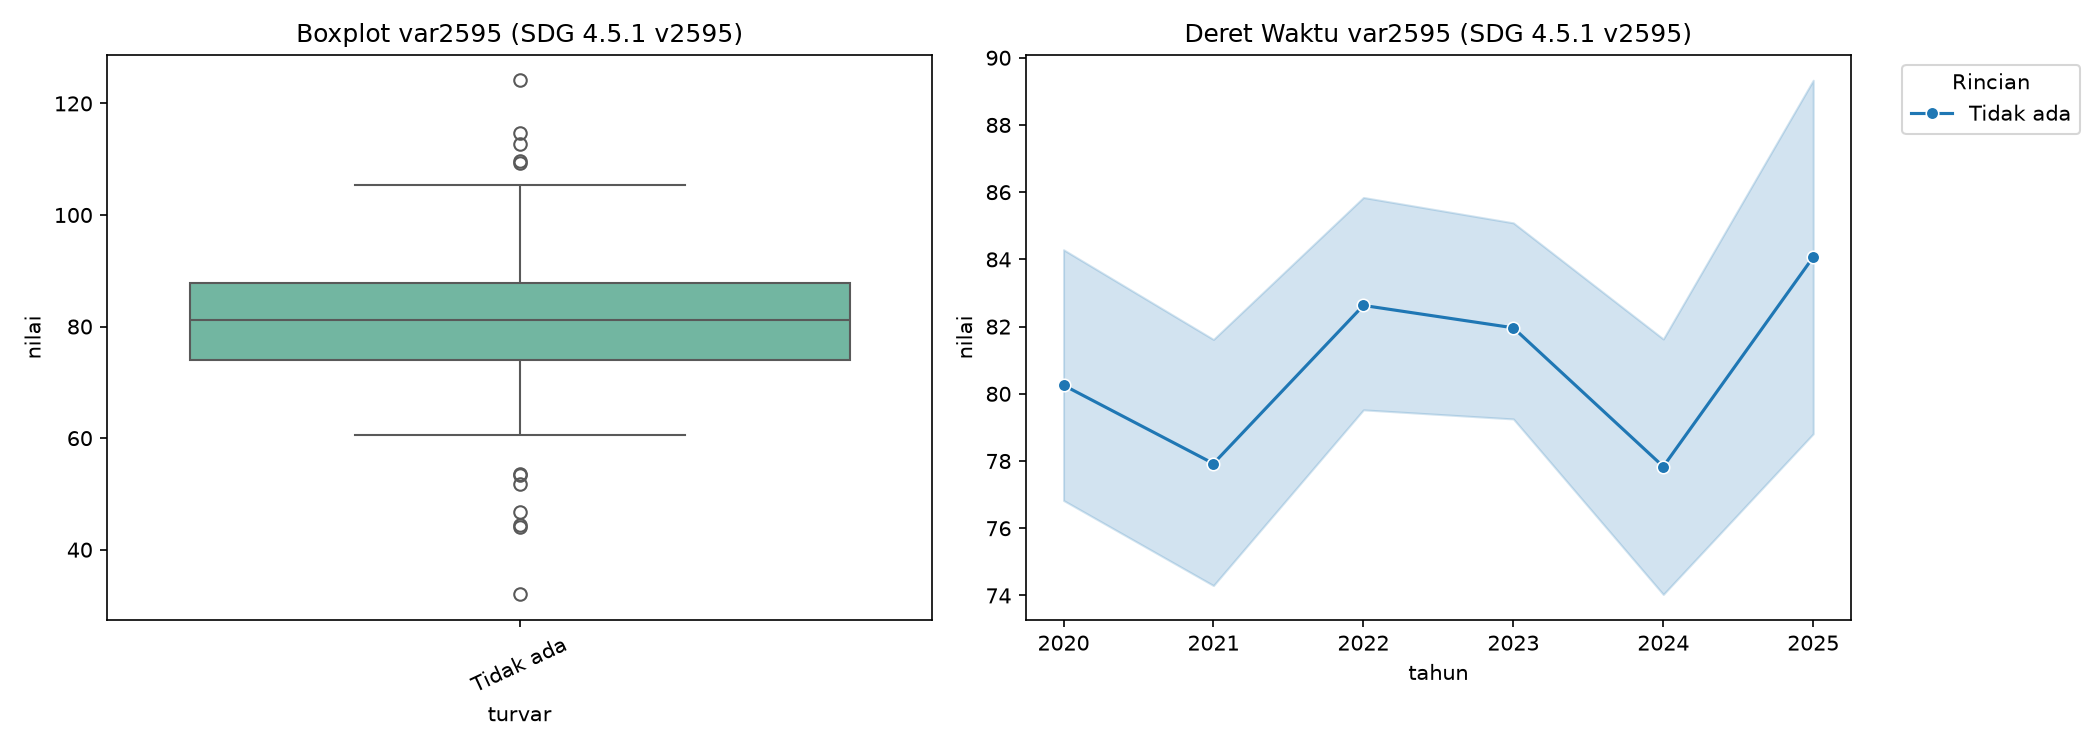 Boxplot var2595 (SDG 4.5.1 v2595)
120
100
80
60
40
nilai
Tidak ada
turvar
Deret Waktu var2595 (SDG 4.5.1 v2595)
90
88
86
84
82
80
78
76
74
nilai
2020 2021 2022 2023 2024 2025
tahun
Rincian
Tidak ada